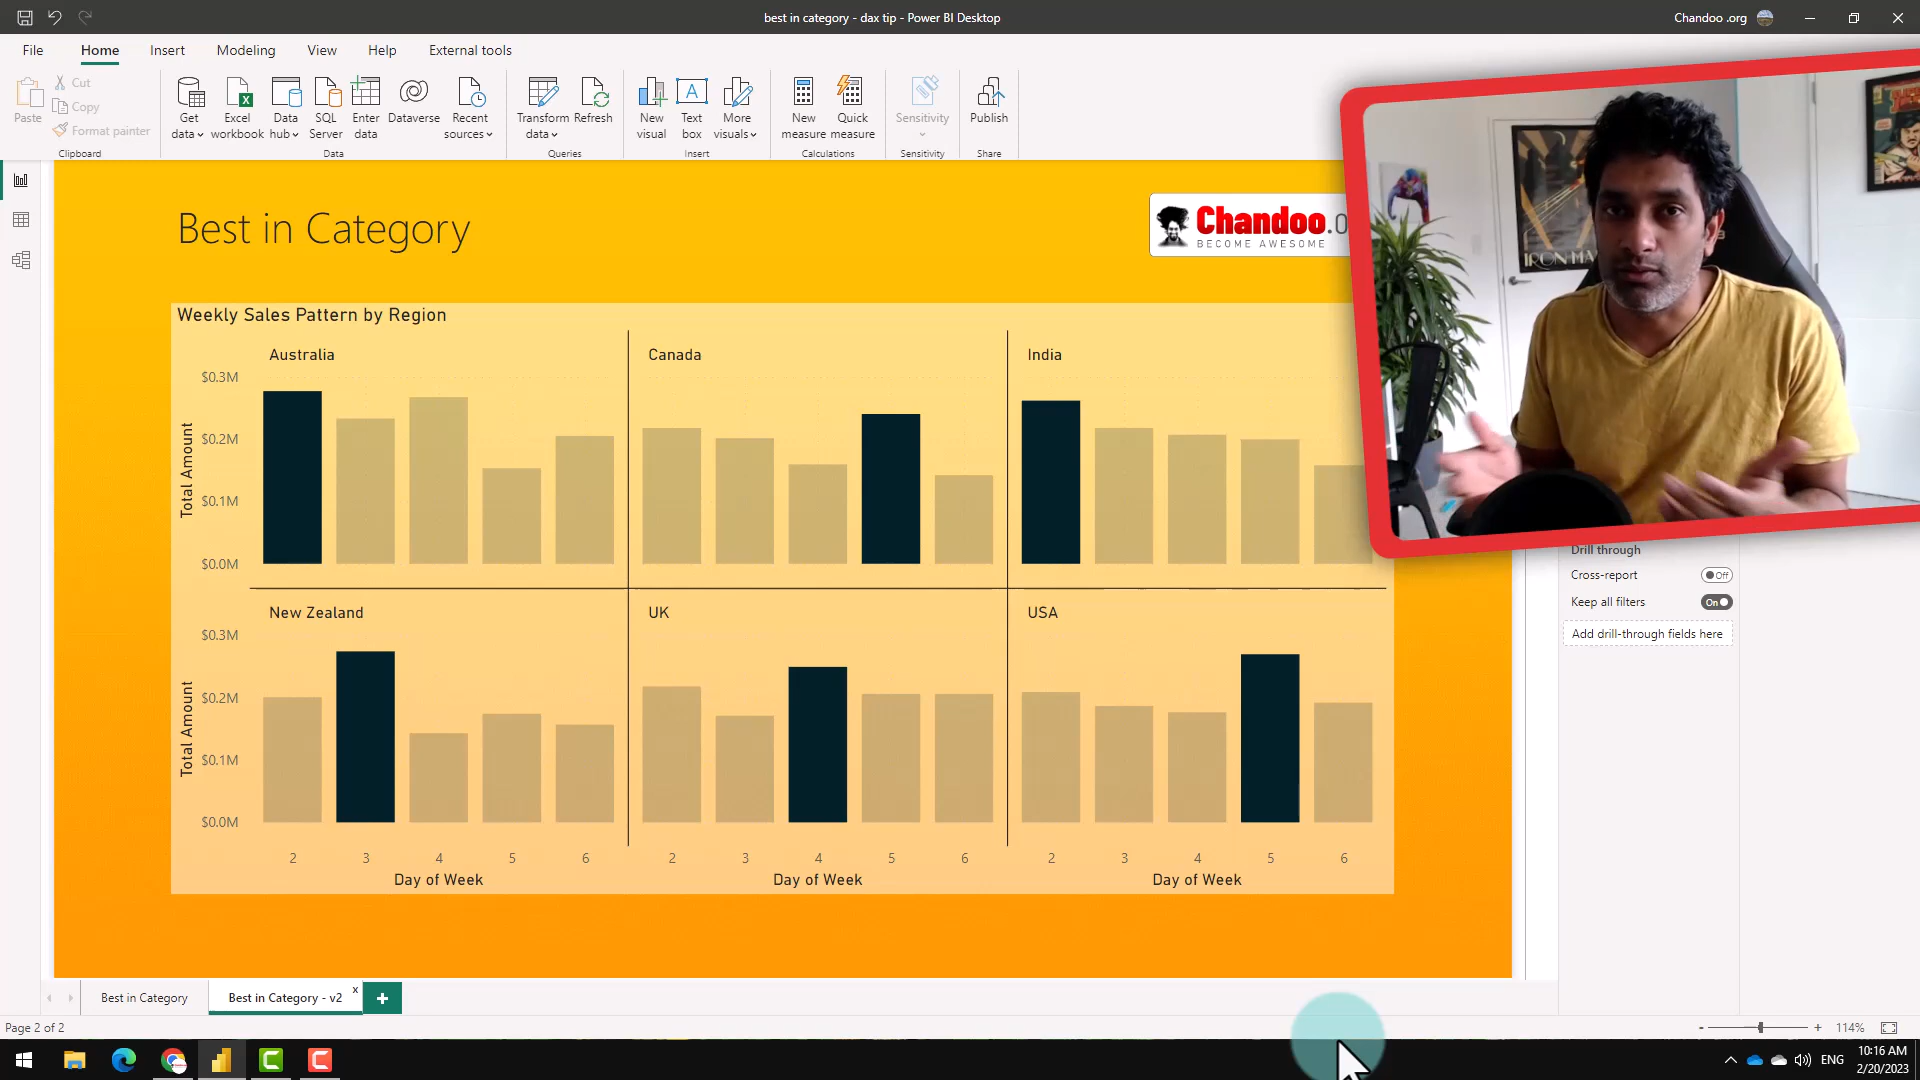 best in category - dax tip - Power BI Desktop
Chandoo .org
File Home Insert Modeling View Help External tools
Paste
Cut
Copy
Format painter
Clipboard
Get data
Excel workbook
Data hub
SQL Server
Enter data
Dataverse
Recent sources
Data
Transform data
Refresh
Queries
New visual
Text box
More visuals
Insert
New measure
Quick measure
Calculations
Sensitivity
Sensitivity
Publish
Share
Best in Category
Chandoo.o
BECOME AWESOME
IRON MA
Weekly Sales Pattern by Region
Australia Canada India
Total Amount
$0.3M
$0.2M
$0.1M
$0.0M
New Zealand UK USA
Total Amount
$0.3M
$0.2M
$0.1M
$0.0M
2 3 4 5 6 2 3 4 5 6 2 3 4 5 6
Day of Week Day of Week Day of Week
Drill through
Cross-report Off
Keep all filters On
Add drill-through fields here
Best in Category Best in Category - v2 x +
Page 2 of 2
- + 114%
ENG
10:16 AM
2/20/2023